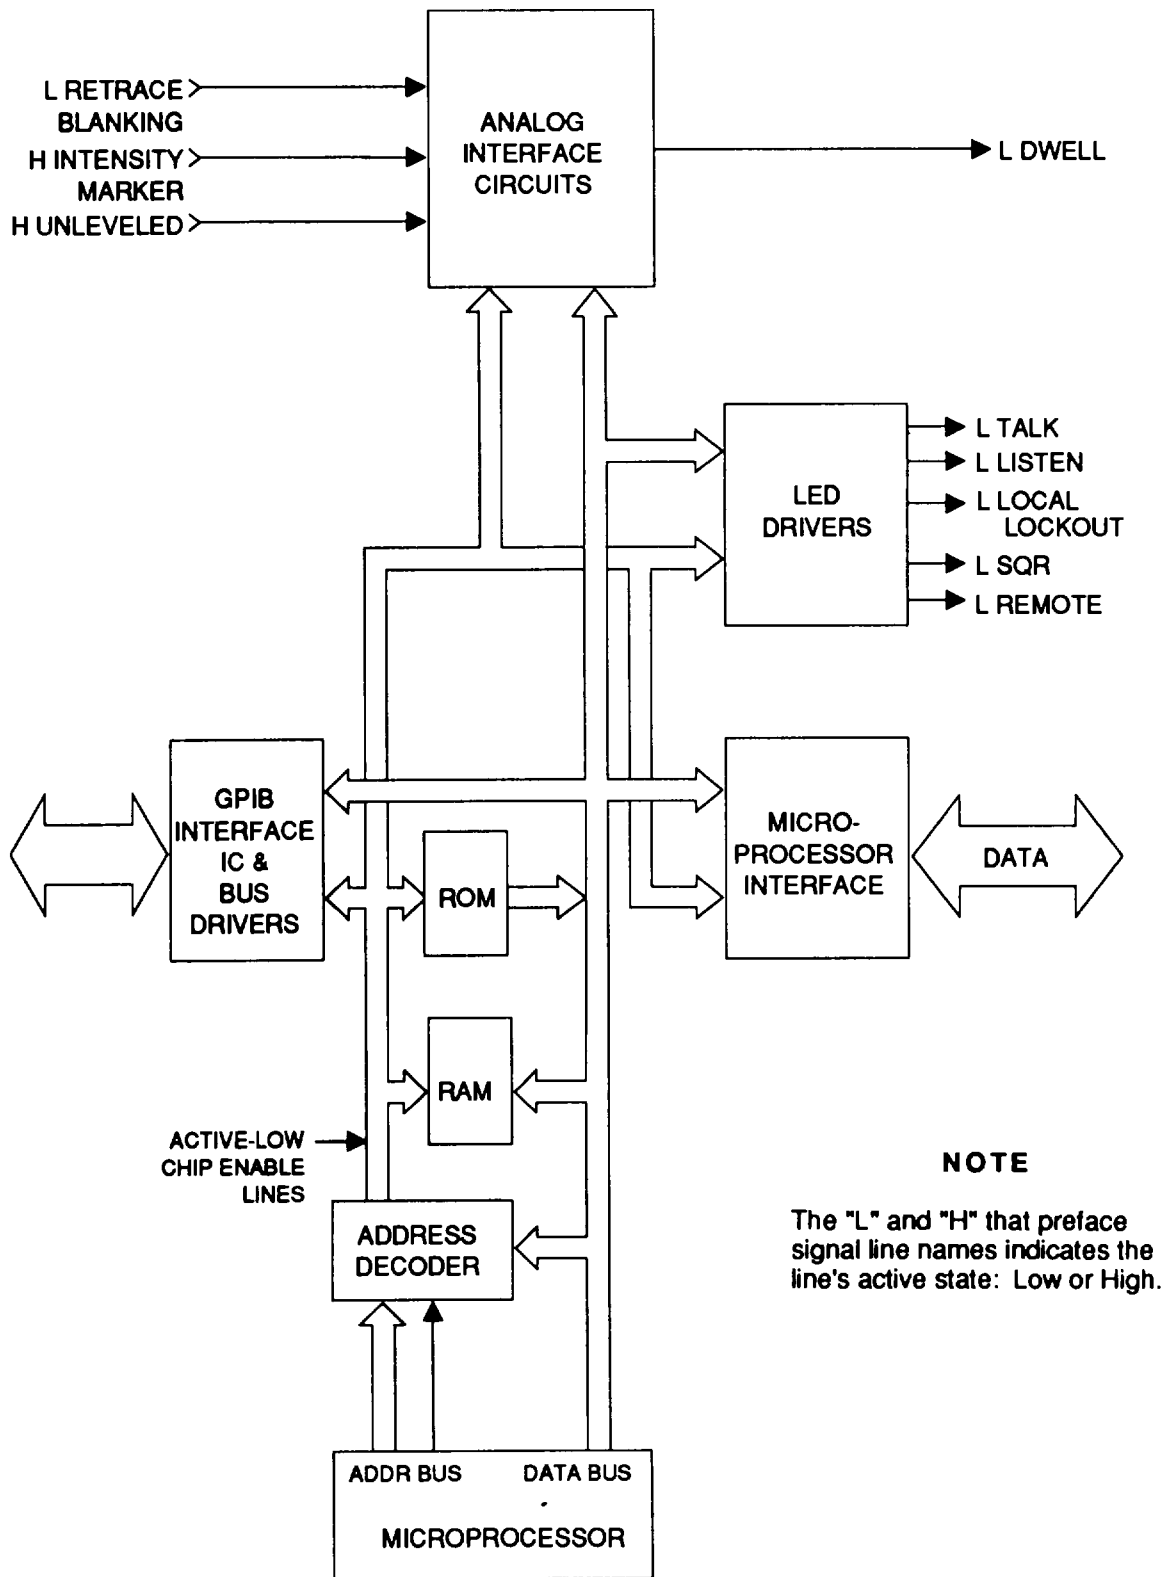 L RETRACE
BLANKING
H INTENSITY
MARKER
H UNLEVELED
ANALOG
INTERFACE
CIRCUITS
L DWELL
LED
DRIVERS
L TALK
L LISTEN
L LOCAL
LOCKOUT
L SQR
L REMOTE
GPIB
INTERFACE
IC &
BUS
DRIVERS
ROM
MICRO-
PROCESSOR
INTERFACE
DATA
RAM
ACTIVE-LOW
CHIP ENABLE
LINES
ADDRESS
DECODER
NOTE
The "L" and "H" that preface
signal line names indicates the
line's active state: Low or High.
ADDR BUS
DATA BUS
MICROPROCESSOR